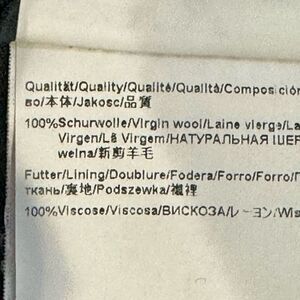 Qualität/Quality/Qualité/Qualità/Composición
во/本体/Jakosc/品質
100%Schurwolle/Virgin wool/Laine vierge/La
Virgen/Lã Virgem/НАТУРАЛЬНАЯ ШЕР
wełna/新剪羊毛
Futter/Lining/Doublure/Fodera/Forro/Forro/П
ткань/裏地/Podszewka/襯裡
100%Viscose/Viscosa/ВИСКОЗА/レーヨン/Wis